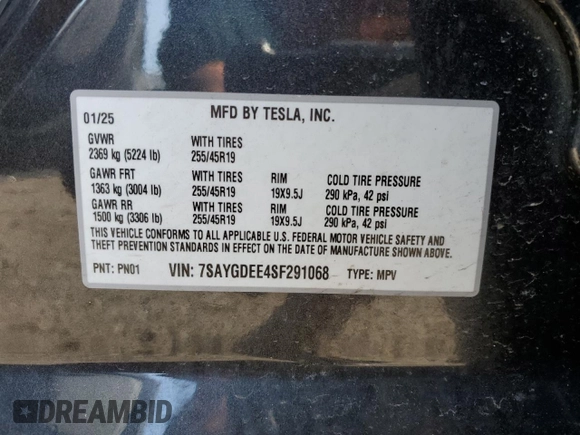 MFD BY TESLA, INC.
01/25
GVWR WITH TIRES
2369 kg (5224 lb) 255/45R19
GAWR FRT WITH TIRES RIM COLD TIRE PRESSURE
1363 kg (3004 lb) 255/45R19 19X9.5J 290 kPa, 42 psi
GAWR RR WITH TIRES RIM COLD TIRE PRESSURE
1500 kg (3306 lb) 255/45R19 19X9.5J 290 kPa, 42 psi
THIS VEHICLE CONFORMS TO ALL APPLICABLE U.S. FEDERAL MOTOR VEHICLE SAFETY AND
THEFT PREVENTION STANDARDS IN EFFECT ON THE DATE OF MANUFACTURE SHOWN ABOVE.
PNT: PN01 VIN: 7SAYGDEE4SF291068 TYPE: MPV
DREAMBID